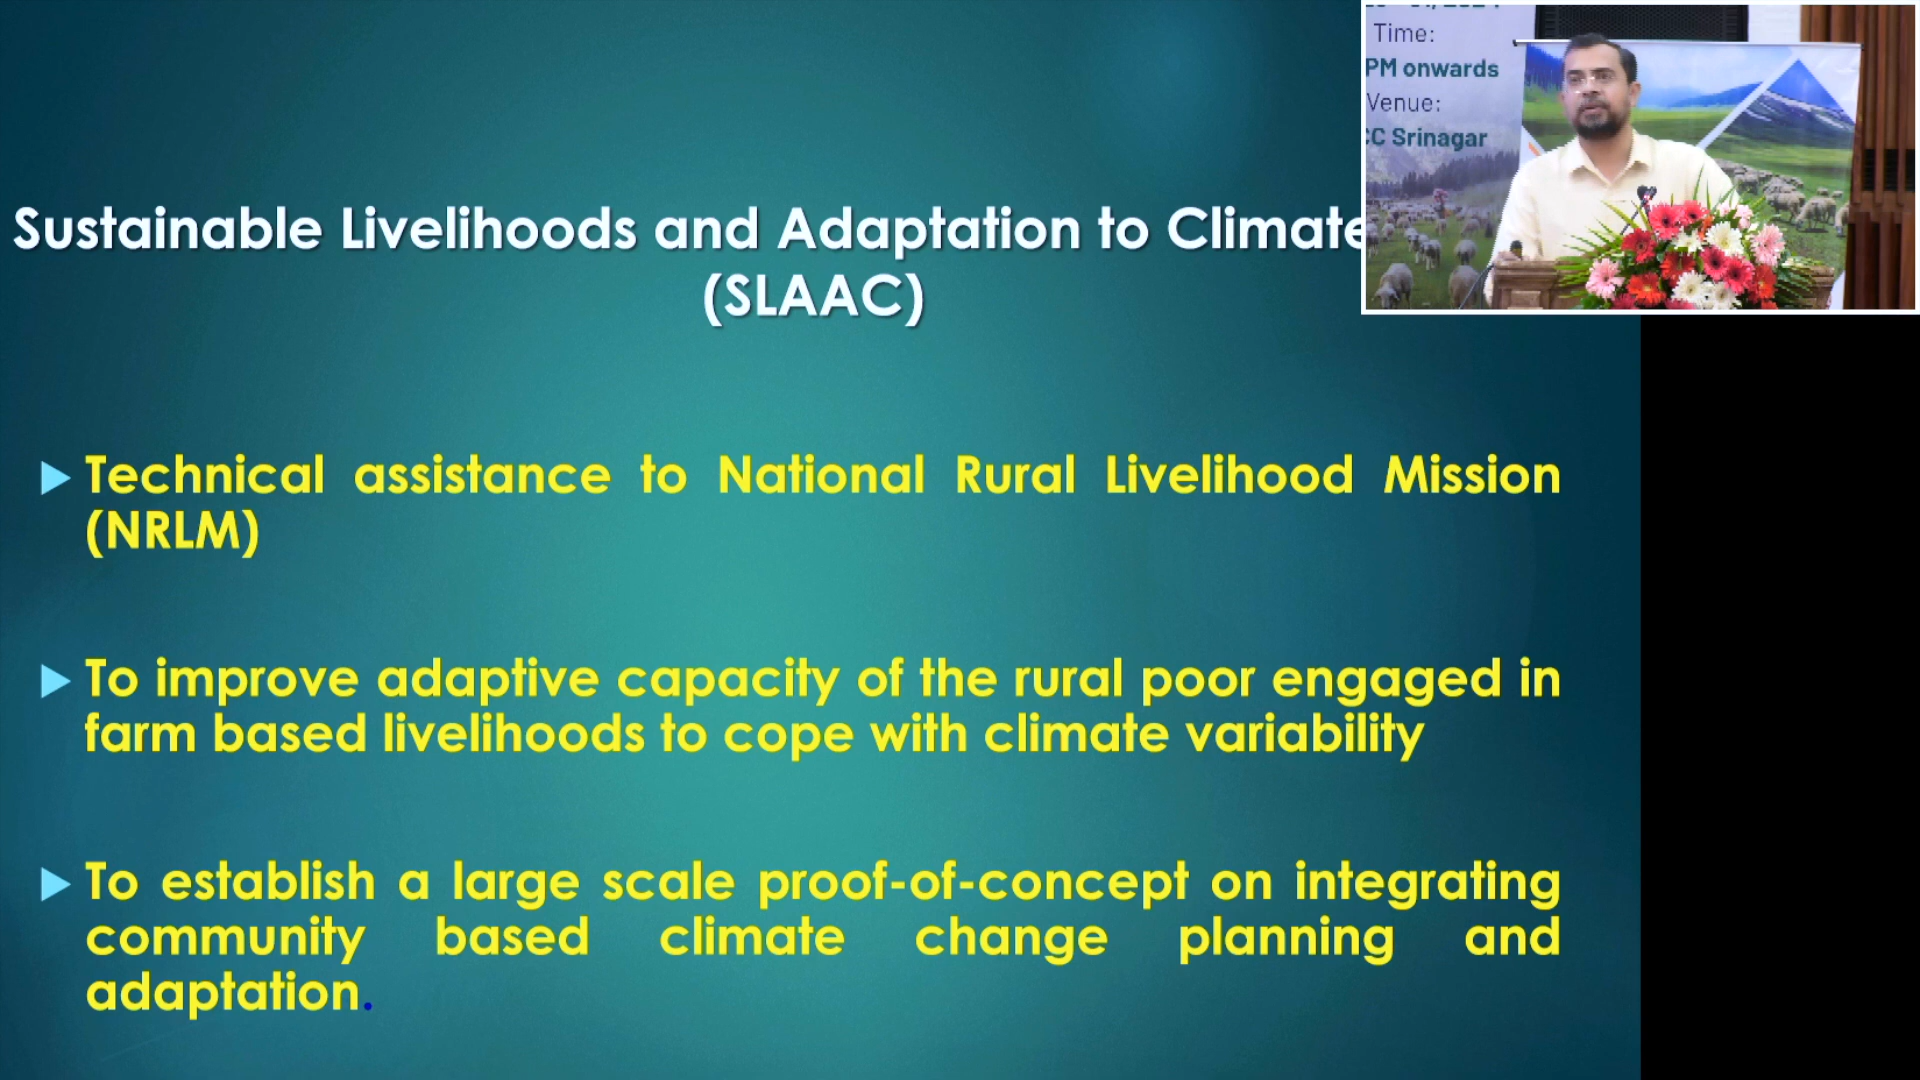 Sustainable Livelihoods and Adaptation to Climate
(SLAAC)
Technical assistance to National Rural Livelihood Mission
(NRLM)
To improve adaptive capacity of the rural poor engaged in
farm based livelihoods to cope with climate variability
To establish a large scale proof-of-concept on integrating
community based climate change planning and
adaptation.
Time:
PM onwards
Venue:
CC Srinagar